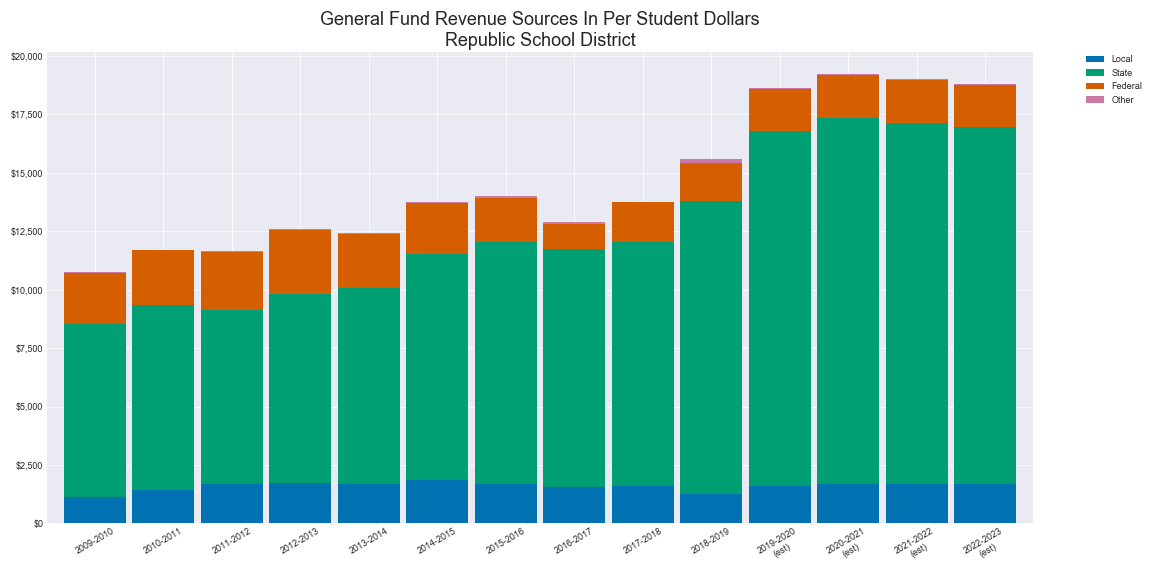 General Fund Revenue Sources In Per Student Dollars
Republic School District
Local
State
Federal
Other
$20,000
$17,500
$15,000
$12,500
$10,000
$7,500
$5,000
$2,500
$0
2009-2010
2010-2011
2011-2012
2012-2013
2013-2014
2014-2015
2015-2016
2016-2017
2017-2018
2018-2019
2019-2020
(est)
2020-2021
(est)
2021-2022
(est)
2022-2023
(est)